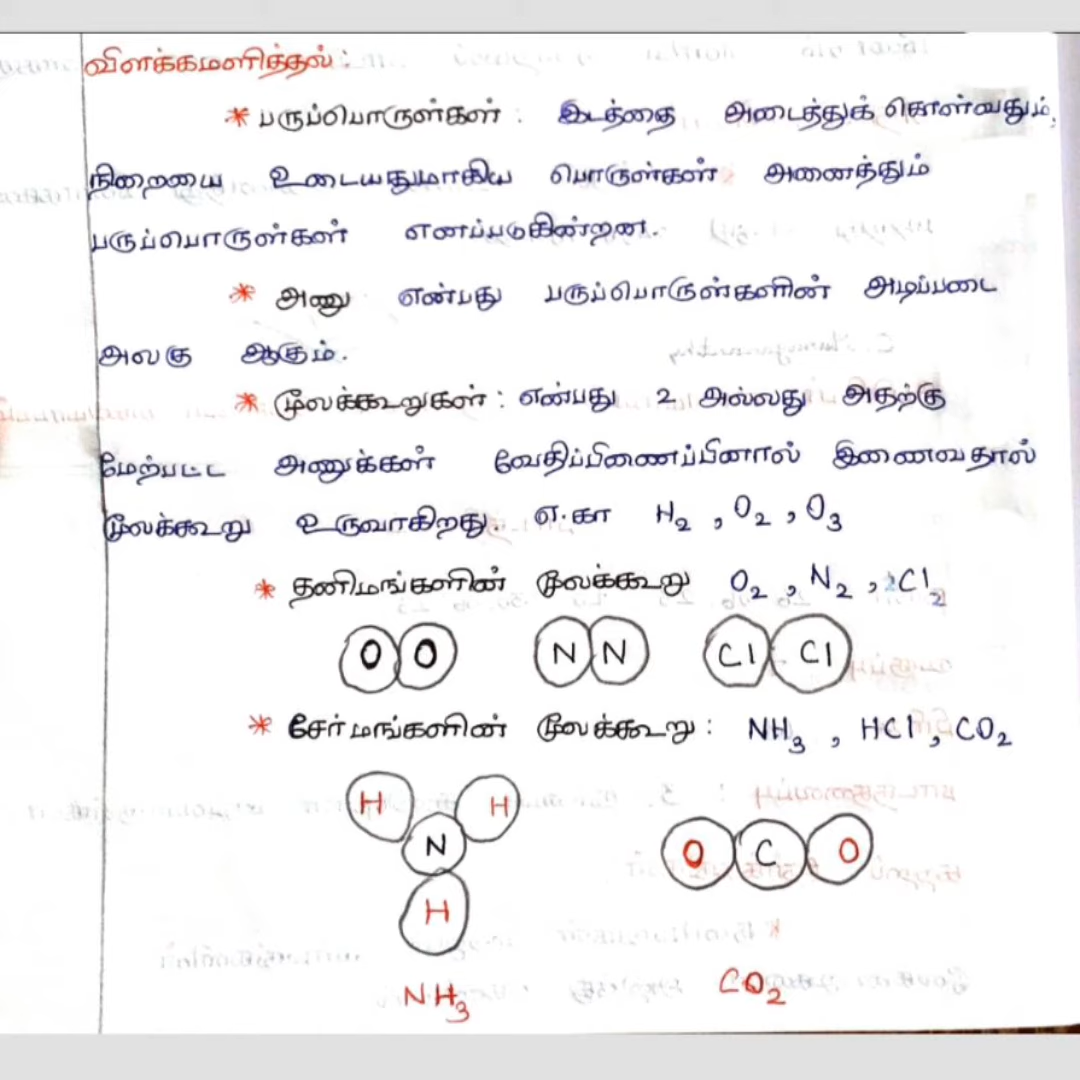 விளக்கமளித்தல் :
* பருப்பொருள்கள் : இடத்தை அடைத்துக் கொள்வதும்,
நிறையை உடையதுமாகிய பொருள்கள் அனைத்தும்
பருப்பொருள்கள் எனப்படுகின்றன.
* அணு என்பது பருப்பொருள்களின் அடிப்படை
அலகு ஆகும்.
* மூலக்கூறுகள் : என்பது 2 அல்லது அதற்கு
மேற்பட்ட அணுக்கள் வேதிப்பிணைப்பினால் இணைவதால்
மூலக்கூறு உருவாகிறது. எ.கா H₂ , O₂ , O₃
* தனிமங்களின் மூலக்கூறு O₂ , N₂ , Cl₂
O O N N Cl Cl
* சேர்மங்களின் மூலக்கூறு : NH₃ , HCl , CO₂
H H
N O C O
H
NH₃ CO₂